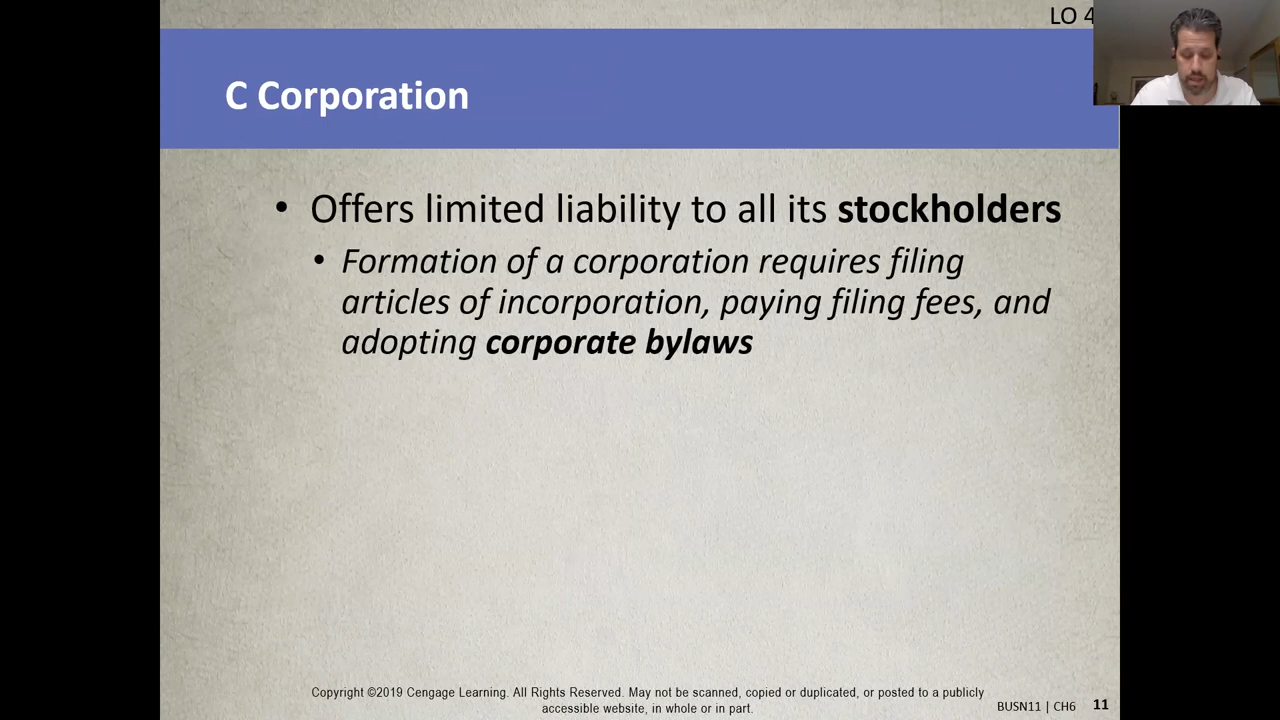 LO 4
C Corporation
• Offers limited liability to all its stockholders
• Formation of a corporation requires filing
articles of incorporation, paying filing fees, and
adopting corporate bylaws
Copyright ©2019 Cengage Learning. All Rights Reserved. May not be scanned, copied or duplicated, or posted to a publicly
accessible website, in whole or in part.
BUSN11 | CH6 11